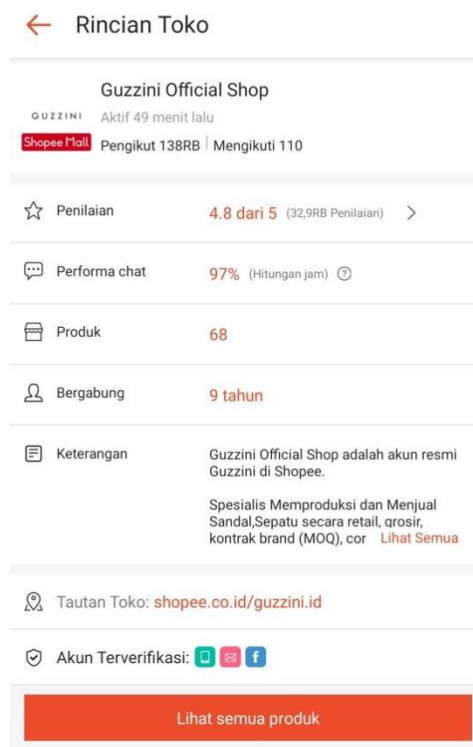 Rincian Toko
Guzzini Official Shop
GUZZINI
Aktif 49 menit lalu
Shopee Mall
Pengikut 138RB | Mengikuti 110
Penilaian
4.8 dari 5 (32,9RB Penilaian)
Performa chat
97% (Hitungan jam) ?
Produk
68
Bergabung
9 tahun
Keterangan
Guzzini Official Shop adalah akun resmi
Guzzini di Shopee.
Spesialis Memproduksi dan Menjual
Sandal,Sepatu secara retail, grosir,
kontrak brand (MOQ), cor Lihat Semua
Tautan Toko: shopee.co.id/guzzini.id
Akun Terverifikasi:
Lihat semua produk